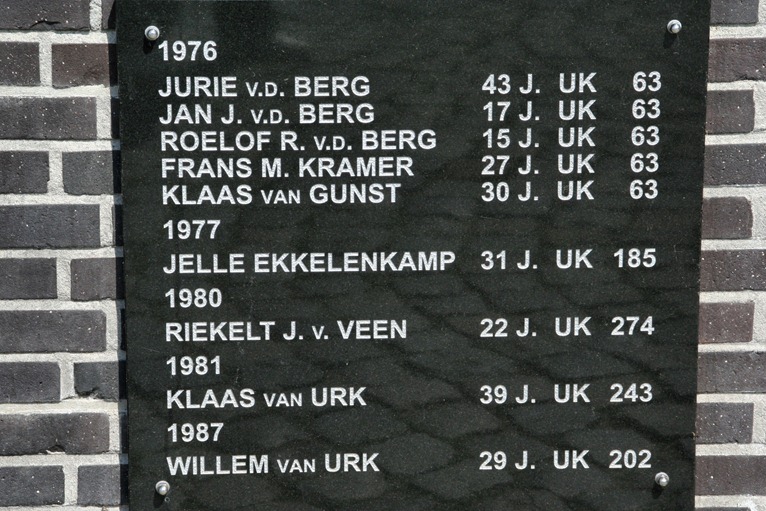 1976
JURIE V.D. BERG 43 J. UK 63
JAN J. V.D. BERG 17 J. UK 63
ROELOF R. V.D. BERG 15 J. UK 63
FRANS M. KRAMER 27 J. UK 63
KLAAS VAN GUNST 30 J. UK 63
1977
JELLE EKKELENKAMP 31 J. UK 185
1980
RIEKELT J. V. VEEN 22 J. UK 274
1981
KLAAS VAN URK 39 J. UK 243
1987
WILLEM VAN URK 29 J. UK 202